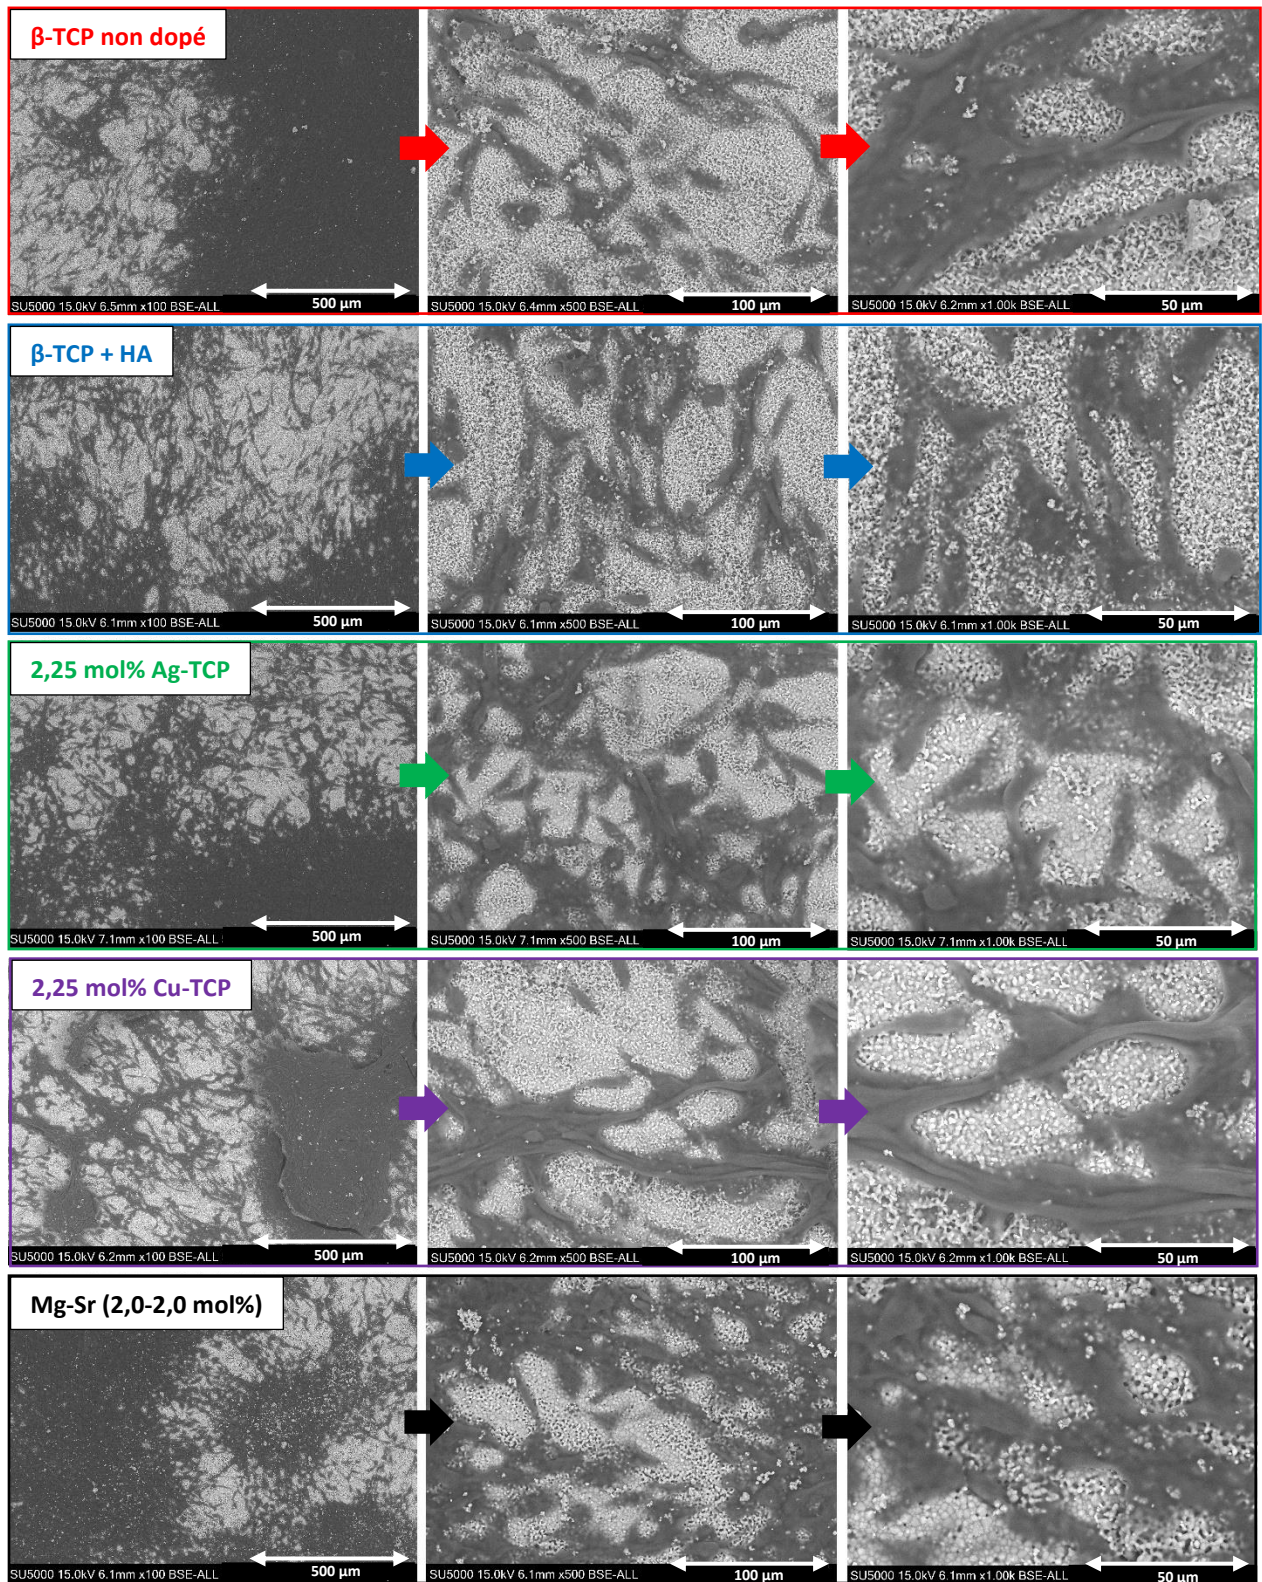 β-TCP non dopé
SU5000 15.0kV 6.5mm x100 BSE-ALL
500 µm
SU5000 15.0kV 6.4mm x500 BSE-ALL
100 µm
SU5000 15.0kV 6.2mm x1.00k BSE-ALL
50 µm
β-TCP + HA
SU5000 15.0kV 6.1mm x100 BSE-ALL
500 µm
SU5000 15.0kV 6.1mm x500 BSE-ALL
100 µm
SU5000 15.0kV 6.1mm x1.00k BSE-ALL
50 µm
2,25 mol% Ag-TCP
SU5000 15.0kV 7.1mm x100 BSE-ALL
500 µm
SU5000 15.0kV 7.1mm x500 BSE-ALL
100 µm
SU5000 15.0kV 7.1mm x1.00k BSE-ALL
50 µm
2,25 mol% Cu-TCP
SU5000 15.0kV 6.2mm x100 BSE-ALL
500 µm
SU5000 15.0kV 6.2mm x500 BSE-ALL
100 µm
SU5000 15.0kV 6.2mm x1.00k BSE-ALL
50 µm
Mg-Sr (2,0-2,0 mol%)
SU5000 15.0kV 6.1mm x100 BSE-ALL
500 µm
SU5000 15.0kV 6.1mm x500 BSE-ALL
100 µm
SU5000 15.0kV 6.1mm x1.00k BSE-ALL
50 µm